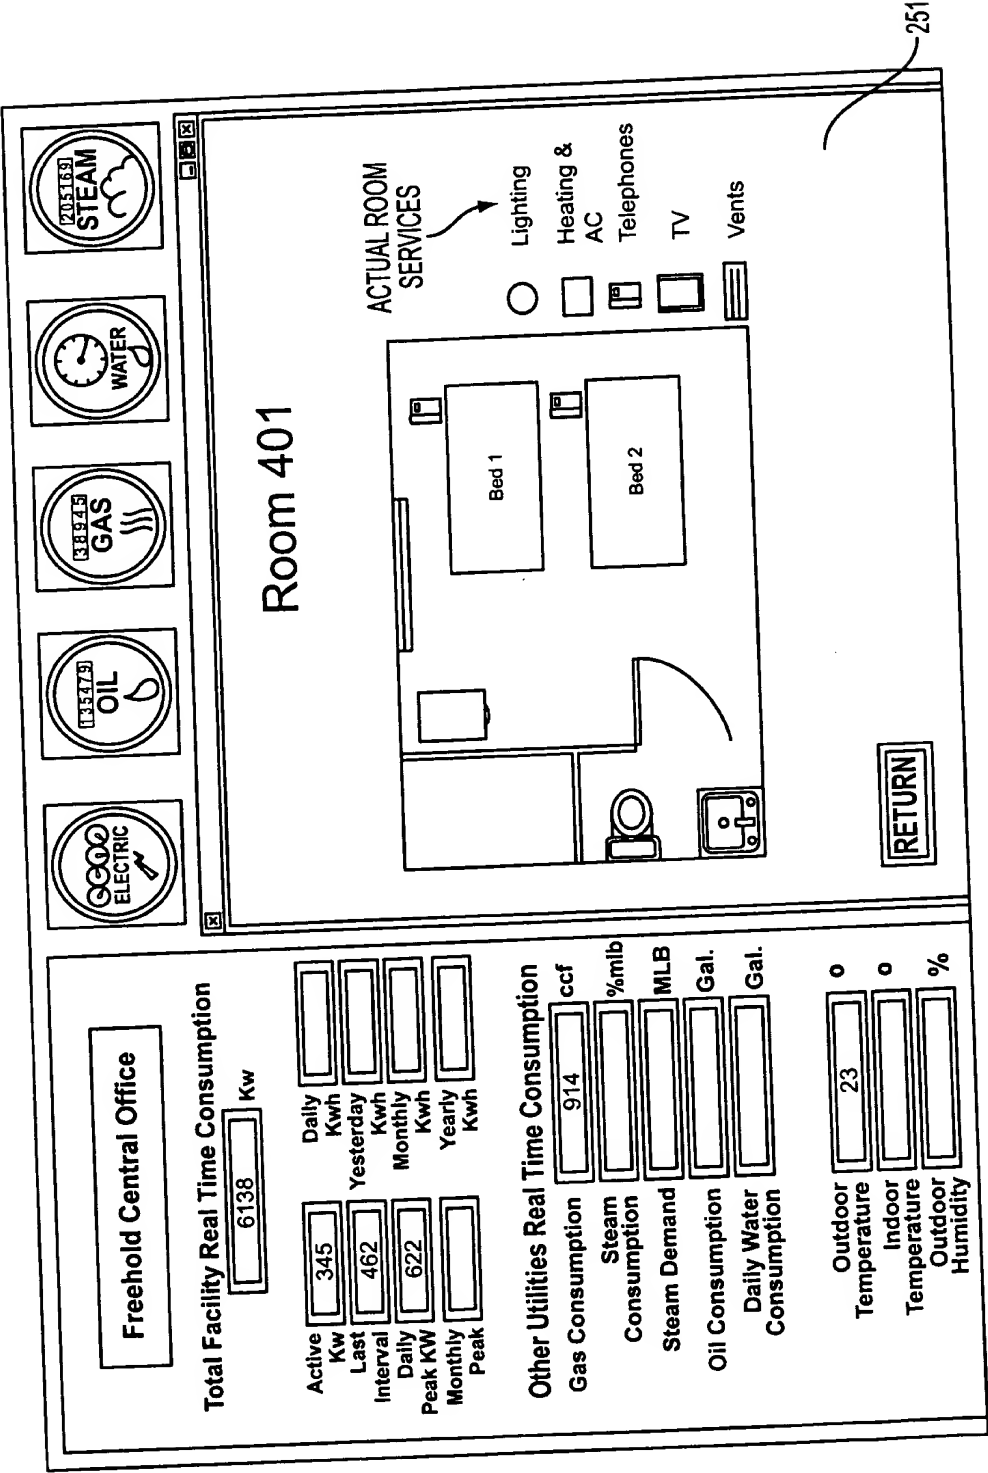 Freehold Central Office
Total Facility Real Time Consumption
6138 Kw
Active
Kw
345
Last
Interval
462
Daily
Peak KW
622
Monthly
Peak
Daily
Kwh
Yesterday
Kwh
Monthly
Kwh
Yearly
Kwh
Other Utilities Real Time Consumption
Gas Consumption 914 ccf
Steam
Consumption
%mlb
Steam Demand MLB
Oil Consumption Gal.
Daily Water
Consumption
Gal.
Outdoor
Temperature
23 o
Indoor
Temperature
o
Outdoor
Humidity
%
ELECTRIC
135479
OIL
38945
GAS
WATER
205169
STEAM
Room 401
Bed 1
Bed 2
ACTUAL ROOM
SERVICES
Lighting
Heating &
AC
Telephones
TV
Vents
RETURN
251